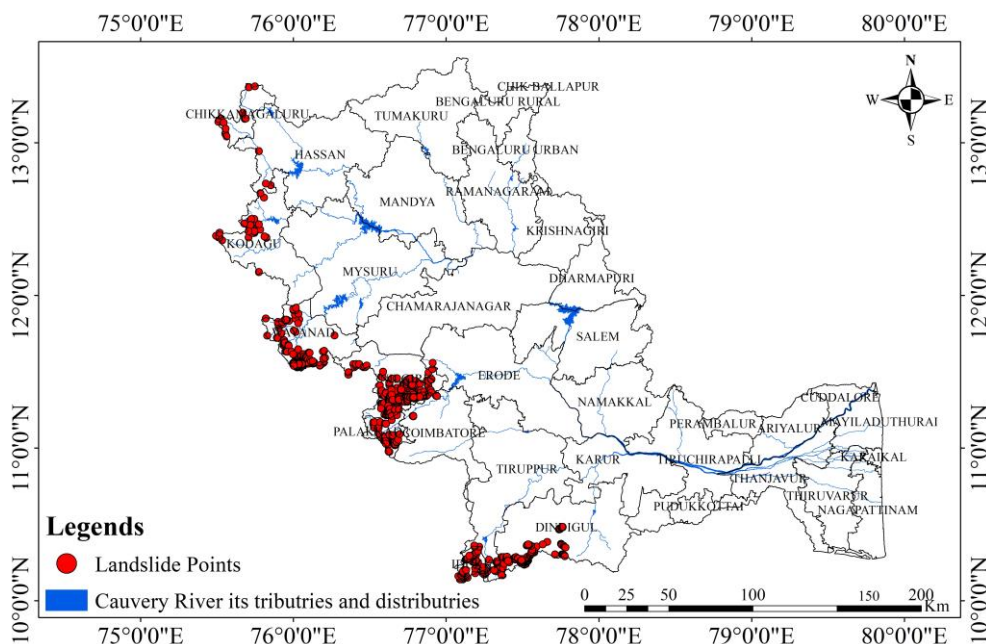 75°0'0"E 76°0'0"E 77°0'0"E 78°0'0"E 79°0'0"E 80°0'0"E
N
W E
S
CHIK BALLAPUR
BENGALURU RURAL
CHIKKAMAGALURU
TUMAKURU
13°0'0"N 13°0'0"N
HASSAN
BENGALURU URBAN
RAMANAGARAM
MANDYA
KRISHNAGIRI
KODAGU
MYSURU
DHARMAPURI
12°0'0"N 12°0'0"N
CHAMARAJANAGAR
SALEM
ERODE
NAMAKKAL
CUDDALORE
PERAMBALUR
ARIYALUR
MAYILADUTHURAI
COIMBATORE
11°0'0"N 11°0'0"N
KARUR
TIRUCHIRAPALLI
KARAIKAL
TIRUPPUR
THANJAVUR
THIRUVARUR
PUDUKKOTTAI
NAGAPATTINAM
DINDIGUL
Legends
Landslide Points
Cauvery River its tributries and distributries
0 25 50 100 150 200
Km
10°0'0"N 10°0'0"N
75°0'0"E 76°0'0"E 77°0'0"E 78°0'0"E 79°0'0"E 80°0'0"E